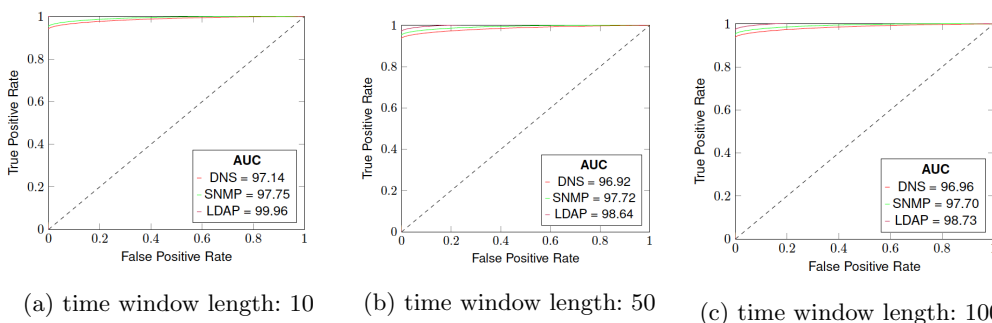 1
0.8
0.6
0.4
0.2
0
0
0.2
0.4
0.6
0.8
1
True Positive Rate
False Positive Rate
AUC
DNS = 97.14
SNMP = 97.75
LDAP = 99.96
(a) time window length: 10
1
0.8
0.6
0.4
0.2
0
0
0.2
0.4
0.6
0.8
1
True Positive Rate
False Positive Rate
AUC
DNS = 96.92
SNMP = 97.72
LDAP = 98.64
(b) time window length: 50
1
0.8
0.6
0.4
0.2
0
0
0.2
0.4
0.6
0.8
1
True Positive Rate
False Positive Rate
AUC
DNS = 96.96
SNMP = 97.70
LDAP = 98.73
(c) time window length: 100